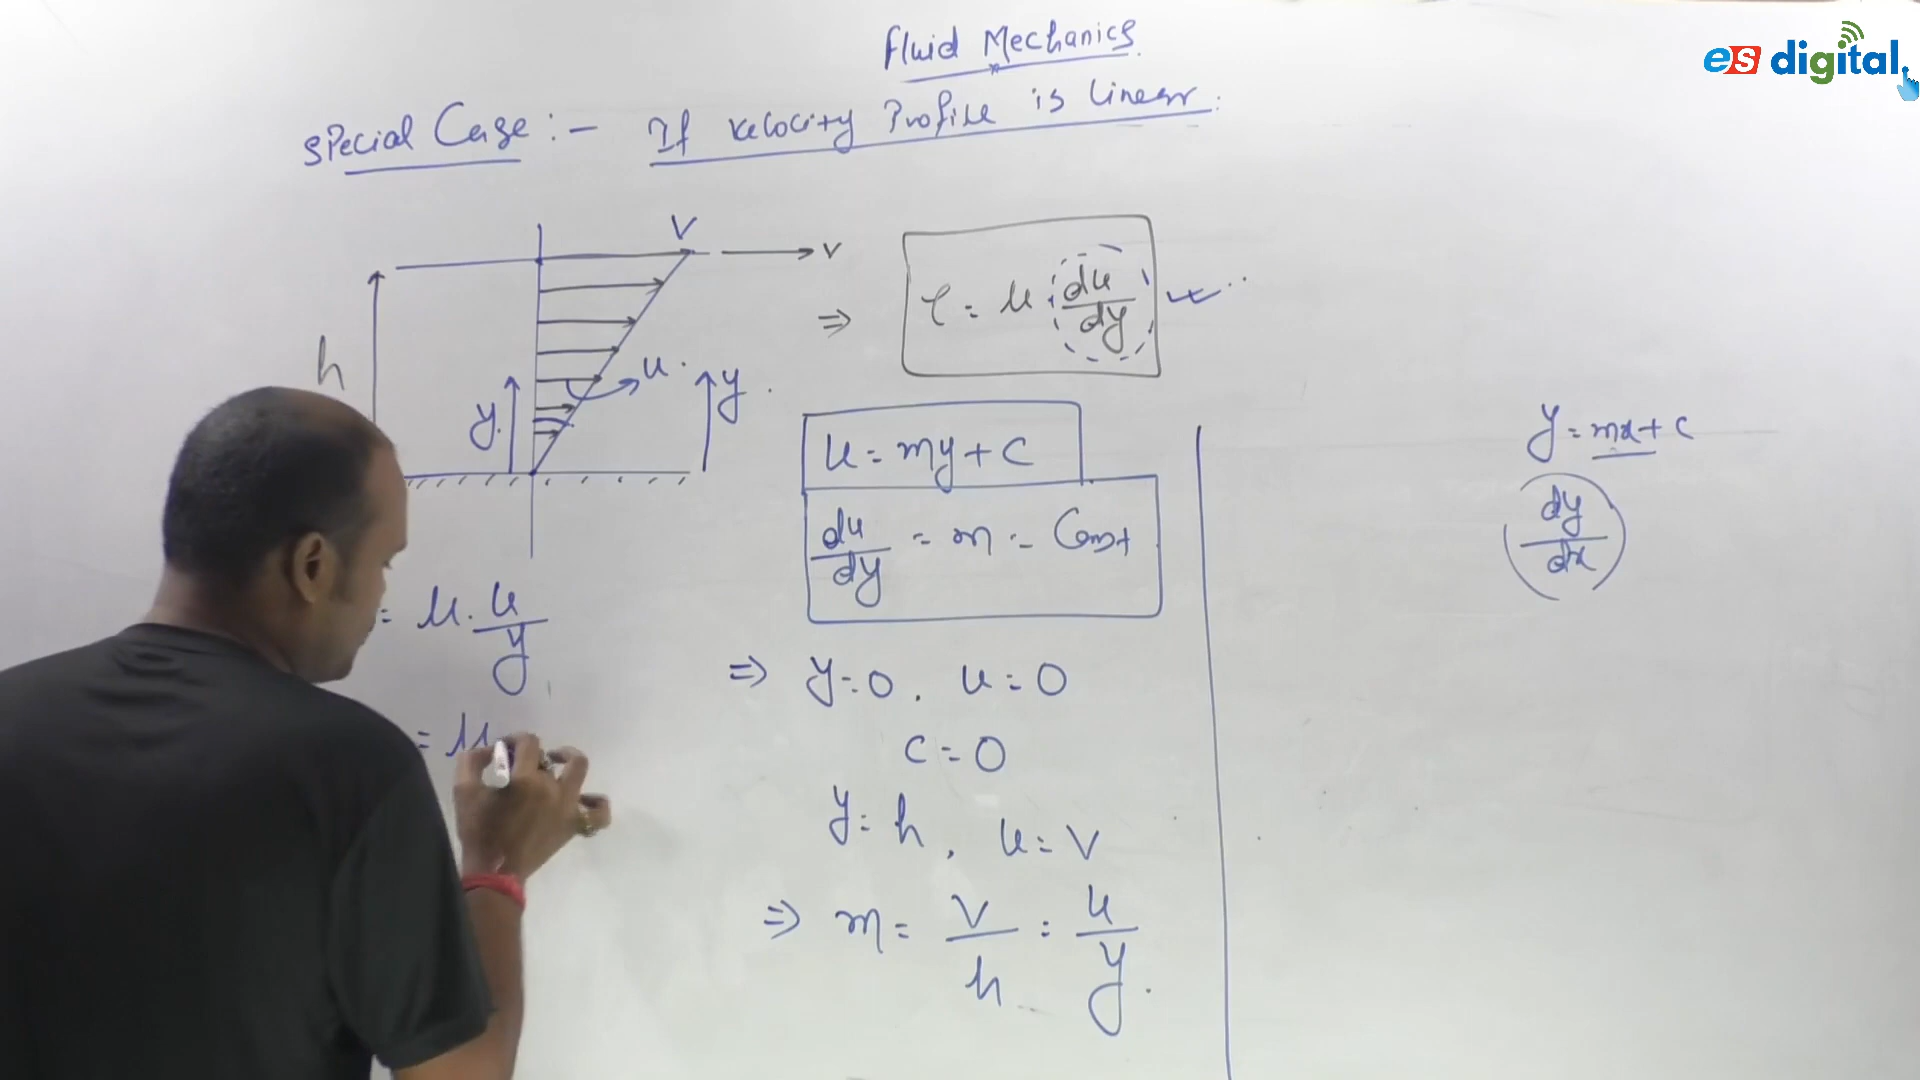 Fluid Mechanics
es digital
Special Case :- If velocity Profile is Linear.
V
V
h
u.
y.
y.
⇒ τ = μ du/dy
u = my + c
du/dy = m = Const
y = mx + c
dy/dx
= μ. u/y
= μ
⇒ y = 0, u = 0
c = 0
y = h, u = V
⇒ m = V/h = u/y.